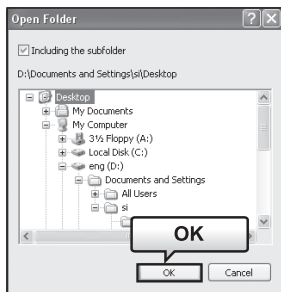 Open Folder
Including the subfolder
D:\Documents and Settings\si\Desktop
Desktop
My Documents
My Computer
3½ Floppy (A:)
Local Disk (C:)
eng (D:)
Documents and Settings
All Users
si
OK
OK
Cancel